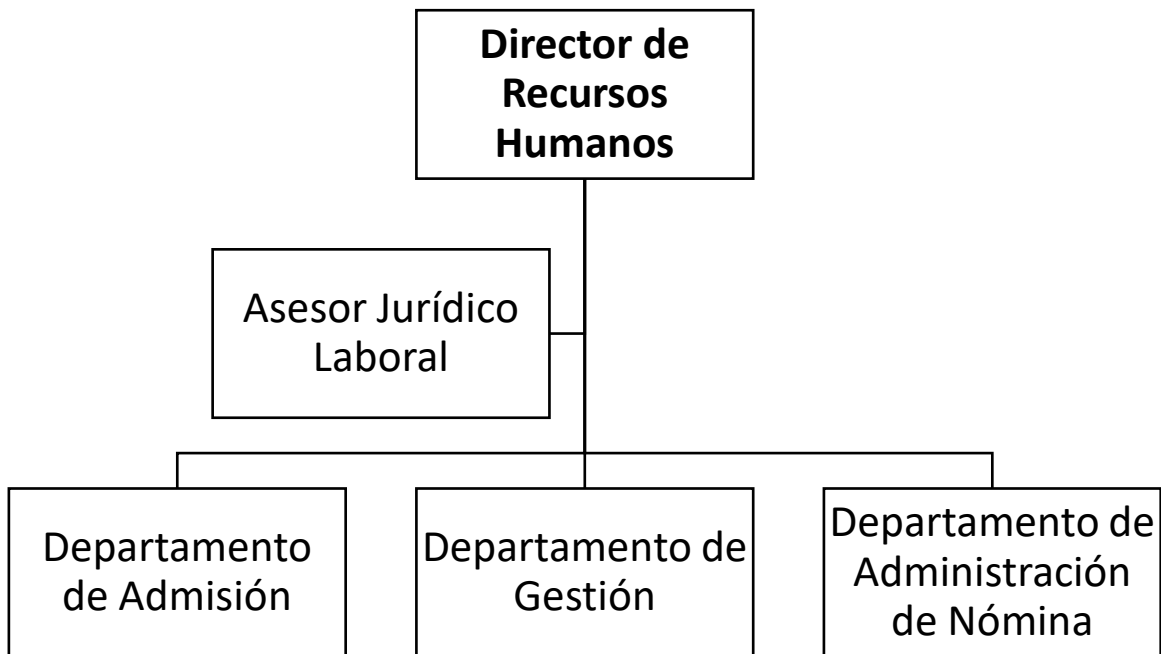 Director de
Recursos
Humanos
Asesor Jurídico
Laboral
Departamento
de Admisión
Departamento de
Gestión
Departamento de
Administración
de Nómina